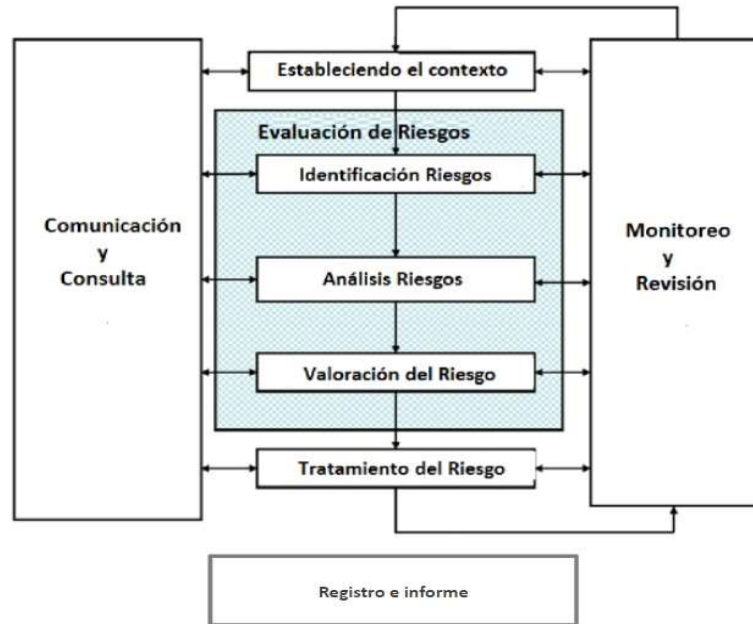 Estableciendo el contexto
Evaluación de Riesgos
Identificación Riesgos
Comunicación
y
Consulta
Monitoreo
y
Revisión
Análisis Riesgos
Valoración del Riesgo
Tratamiento del Riesgo
Registro e informe